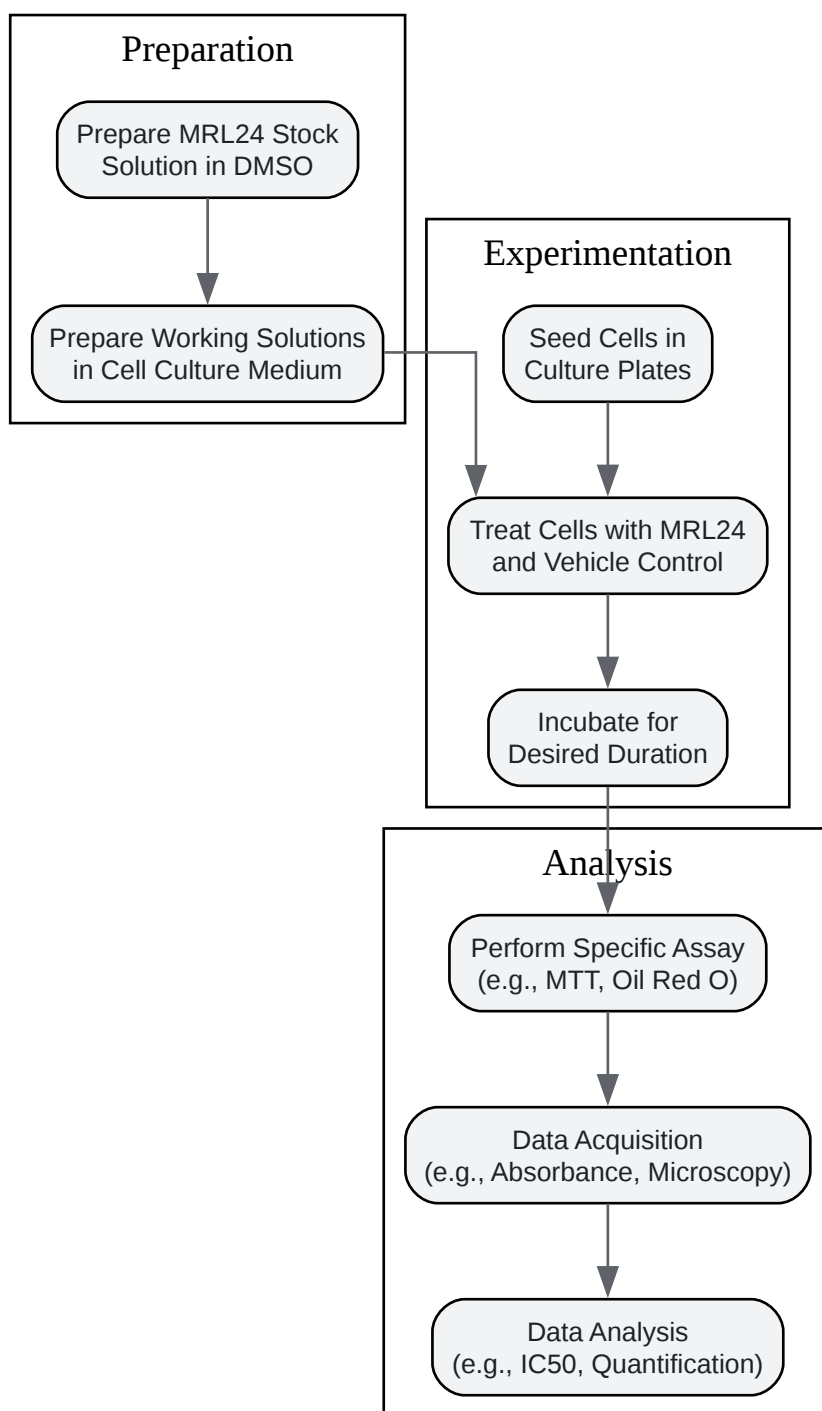 Preparation
Prepare MRL24 Stock
Solution in DMSO
Prepare Working Solutions
in Cell Culture Medium
Experimentation
Seed Cells in
Culture Plates
Treat Cells with MRL24
and Vehicle Control
Incubate for
Desired Duration
Analysis
Perform Specific Assay
(e.g., MTT, Oil Red O)
Data Acquisition
(e.g., Absorbance, Microscopy)
Data Analysis
(e.g., IC50, Quantification)